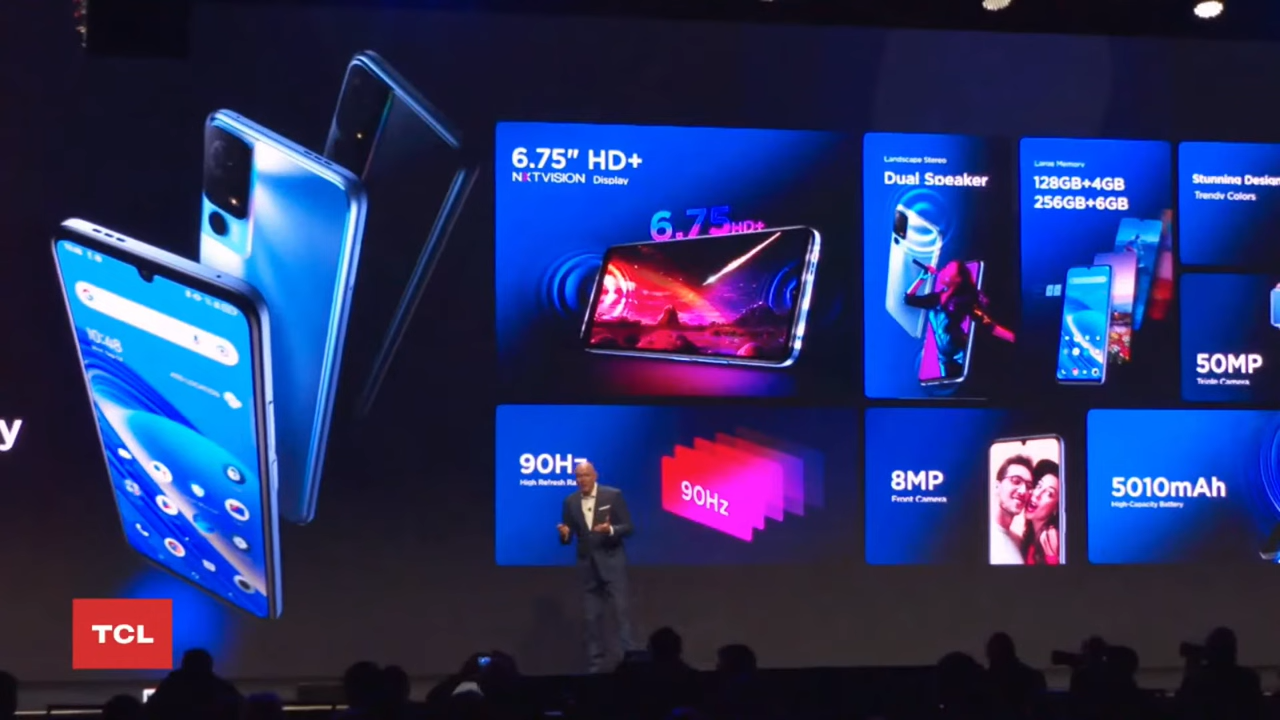 y
10:48
6.75" HD+
NXTVISION Display
6.75 HD+
Landscape Stereo
Dual Speaker
Large Memory
128GB+4GB
256GB+6GB
Stunning Design
Trendy Colors
50MP
Triple Camera
90Hz
High Refresh Ra
90Hz
8MP
Front Camera
5010mAh
High-Capacity Battery
TCL